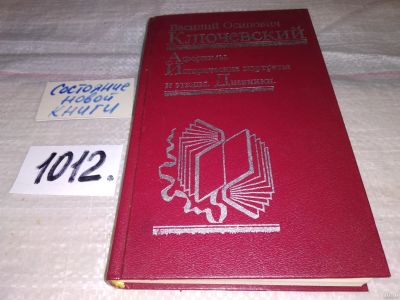 Василий Осипович
Ключевский
Афоризмы.
Исторические портреты
и этюды. Дневники.
Состояние
новой
книги
1012.